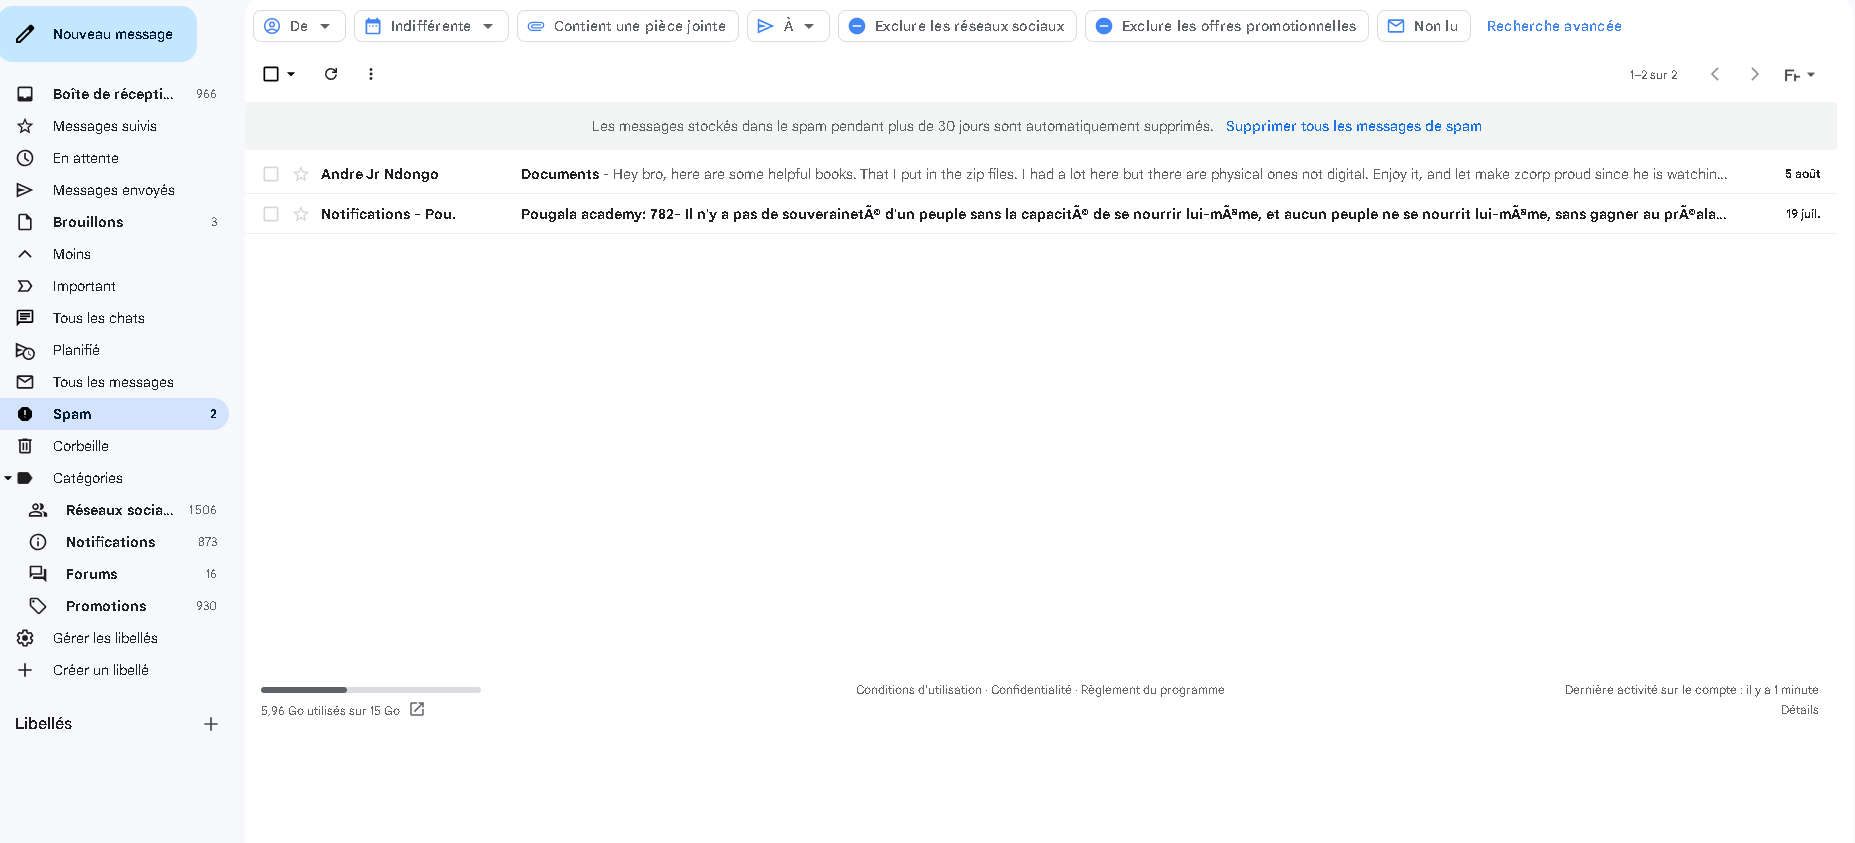 Nouveau message
Boîte de récepti... 966
Messages suivis
En attente
Messages envoyés
Brouillons 3
Moins
Important
Tous les chats
Planifié
Tous les messages
Spam 2
Corbeille
Catégories
Réseaux socia... 1 506
Notifications 873
Forums 16
Promotions 930
Gérer les libellés
Créer un libellé
Libellés
De Indifférente Contient une pièce jointe À Exclure les réseaux sociaux Exclure les offres promotionnelles Non lu Recherche avancée
1–2 sur 2 Fr
Les messages stockés dans le spam pendant plus de 30 jours sont automatiquement supprimés. Supprimer tous les messages de spam
Andre Jr Ndongo Documents - Hey bro, here are some helpful books. That I put in the zip files. I had a lot here but there are physical ones not digital. Enjoy it, and let make zcorp proud since he is watchin... 5 août
Notifications - Pou. Pougala academy: 782- Il n'y a pas de souverainetÃ© d'un peuple sans la capacitÃ© de se nourrir lui-mÃªme, et aucun peuple ne se nourrit lui-mÃªme, sans gagner au prÃ©ala... 19 juil.
5,96 Go utilisés sur 15 Go
Conditions d'utilisation · Confidentialité · Règlement du programme
Dernière activité sur le compte : il y a 1 minute
Détails